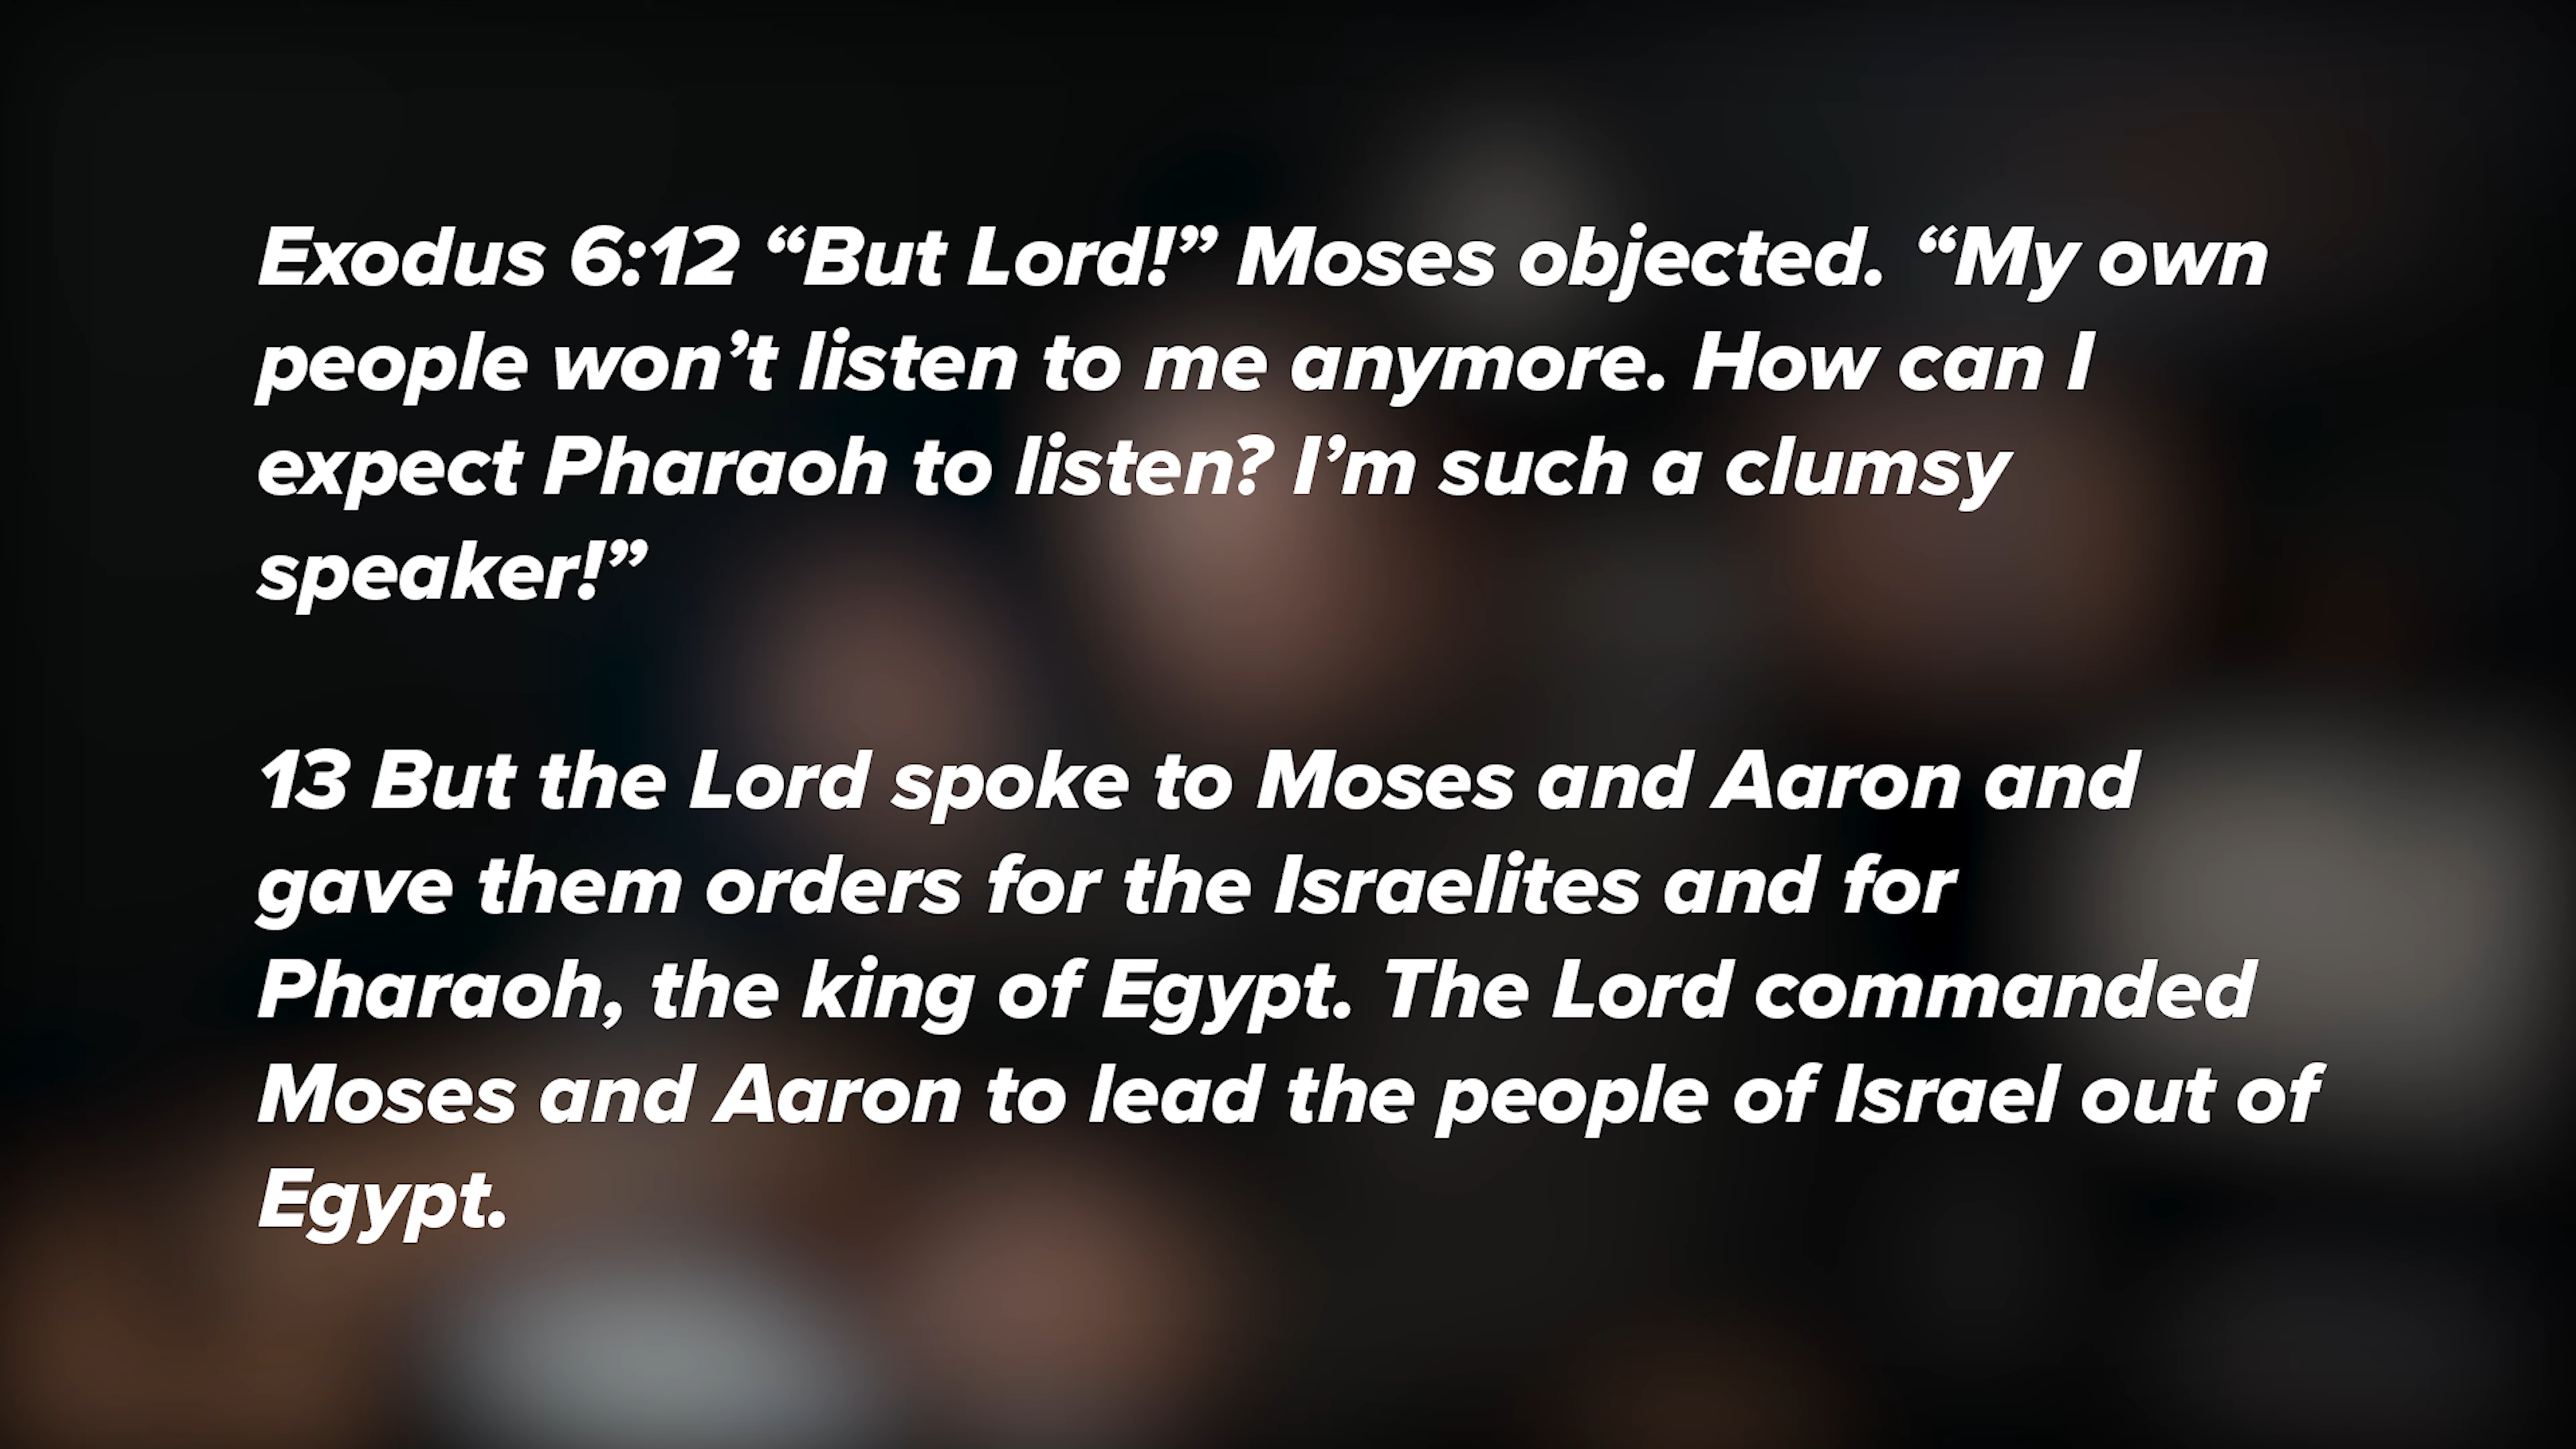 Exodus 6:12 “But Lord!” Moses objected. “My own
people won’t listen to me anymore. How can I
expect Pharaoh to listen? I’m such a clumsy
speaker!”
13 But the Lord spoke to Moses and Aaron and
gave them orders for the Israelites and for
Pharaoh, the king of Egypt. The Lord commanded
Moses and Aaron to lead the people of Israel out of
Egypt.